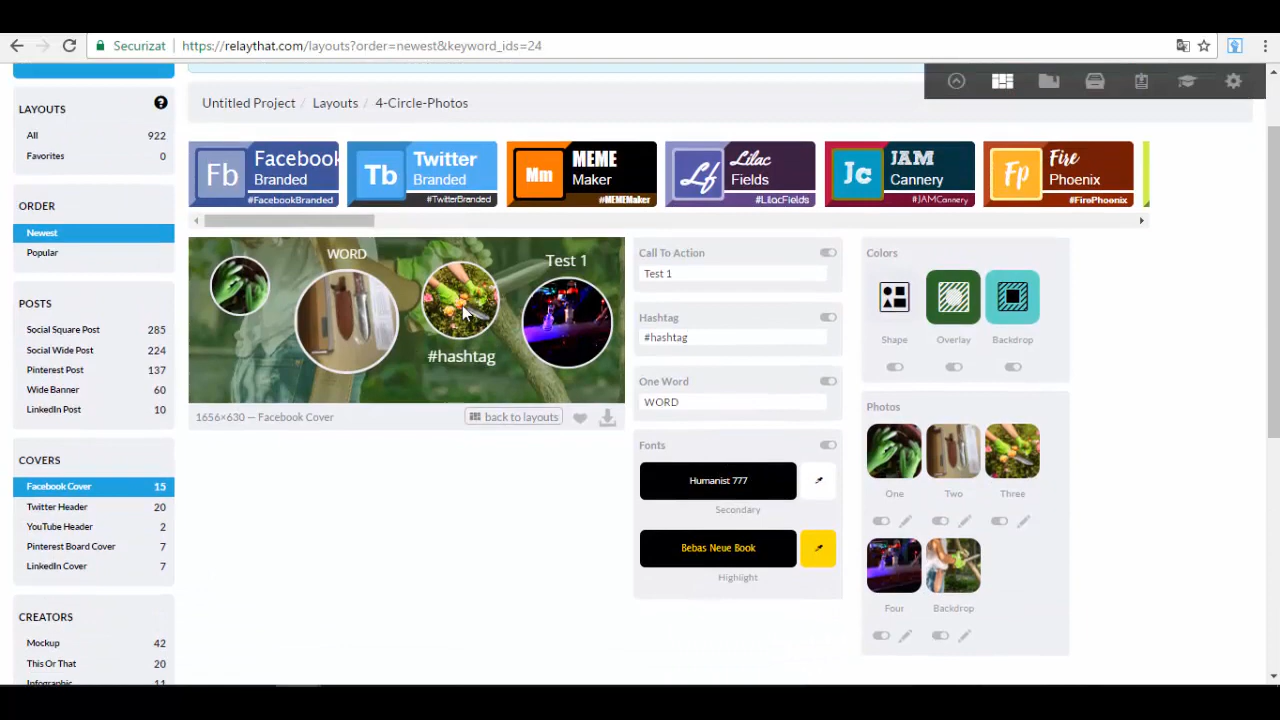 Securizat
https://relaythat.com/layouts?order=newest&keyword_ids=24
LAYOUTS
All 922
Favorites 0
ORDER
Newest
Popular
POSTS
Social Square Post 285
Social Wide Post 224
Pinterest Post 137
Wide Banner 60
LinkedIn Post 10
COVERS
Facebook Cover 15
Twitter Header 20
YouTube Header 2
Pinterest Board Cover 7
LinkedIn Cover 7
CREATORS
Mockup 42
This Or That 20
Infographic 11
Untitled Project / Layouts / 4-Circle-Photos
Fb Facebook Branded #FacebookBranded
Tb Twitter Branded #TwitterBranded
Mm MEME Maker #MEMEMaker
Lf Lilac Fields #LilacFields
Jc JAM Cannery #JAMCannery
Fp Fire Phoenix #FirePhoenix
WORD
#hashtag
Test 1
1656×630 — Facebook Cover
back to layouts
Call To Action
Test 1
Hashtag
#hashtag
One Word
WORD
Fonts
Humanist 777
Secondary
Bebas Neue Book
Highlight
Colors
Shape Overlay Backdrop
Photos
One Two Three
Four Backdrop